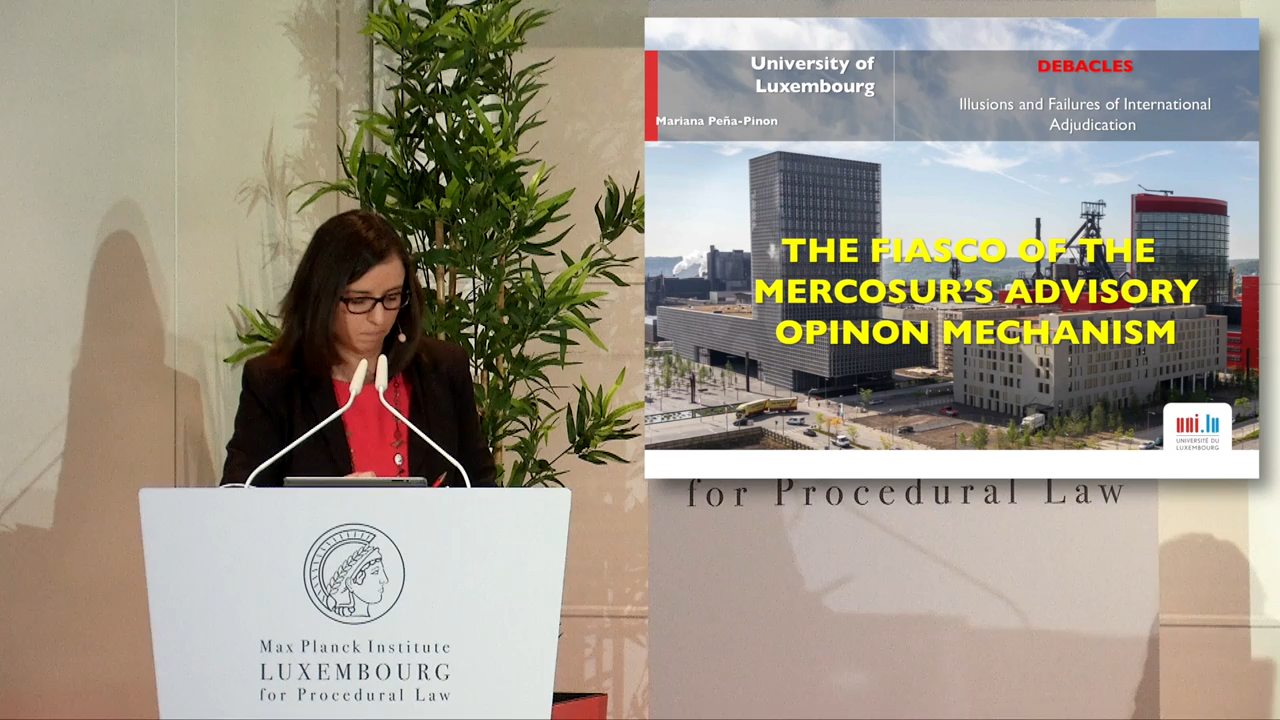 University of
Luxembourg
Mariana Peña-Pinon
DEBACLES
Illusions and Failures of International
Adjudication
THE FIASCO OF THE
MERCOSUR'S ADVISORY
OPINON MECHANISM
uni.lu
UNIVERSITÉ DU
LUXEMBOURG
for Procedural Law
Max Planck Institute
LUXEMBOURG
for Procedural Law